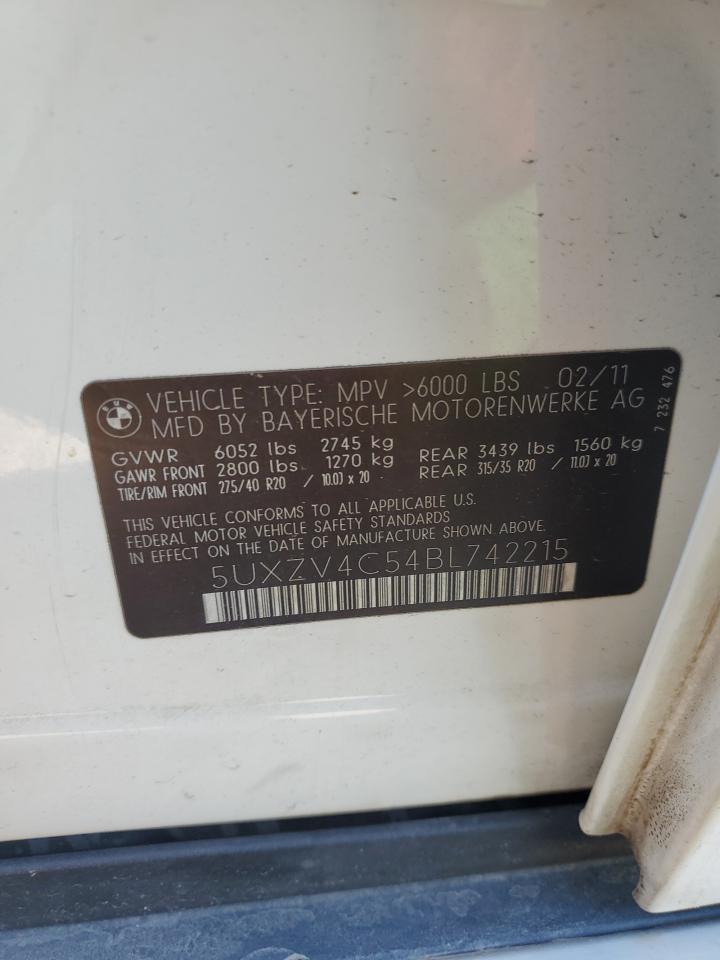 BMW
VEHICLE TYPE: MPV >6000 LBS 02/11
MFD BY BAYERISCHE MOTORENWERKE AG
GVWR 6052 lbs 2745 kg
GAWR FRONT 2800 lbs 1270 kg REAR 3439 lbs 1560 kg
TIRE/RIM FRONT 275/40 R20 / 10.0J x 20 REAR 315/35 R20 / 11.0J x 20
THIS VEHICLE CONFORMS TO ALL APPLICABLE U.S.
FEDERAL MOTOR VEHICLE SAFETY STANDARDS
IN EFFECT ON THE DATE OF MANUFACTURE SHOWN ABOVE.
5UXZV4C54BL742215
7 232 476